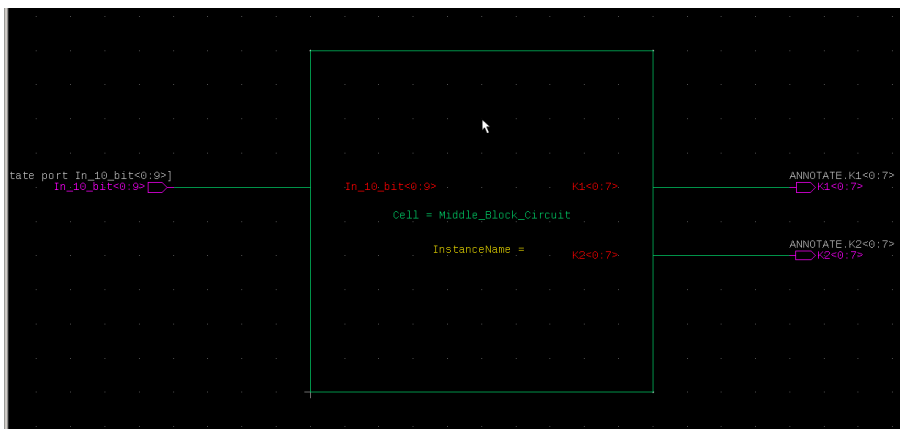 tate port In_10_bit<0:9>]
In_10_bit<0:9>
In_10_bit<0:9>
K1<0:7>
ANNOTATE.K1<0:7>
K1<0:7>
Cell = Middle_Block_Circuit
InstanceName =
K2<0:7>
ANNOTATE.K2<0:7>
K2<0:7>